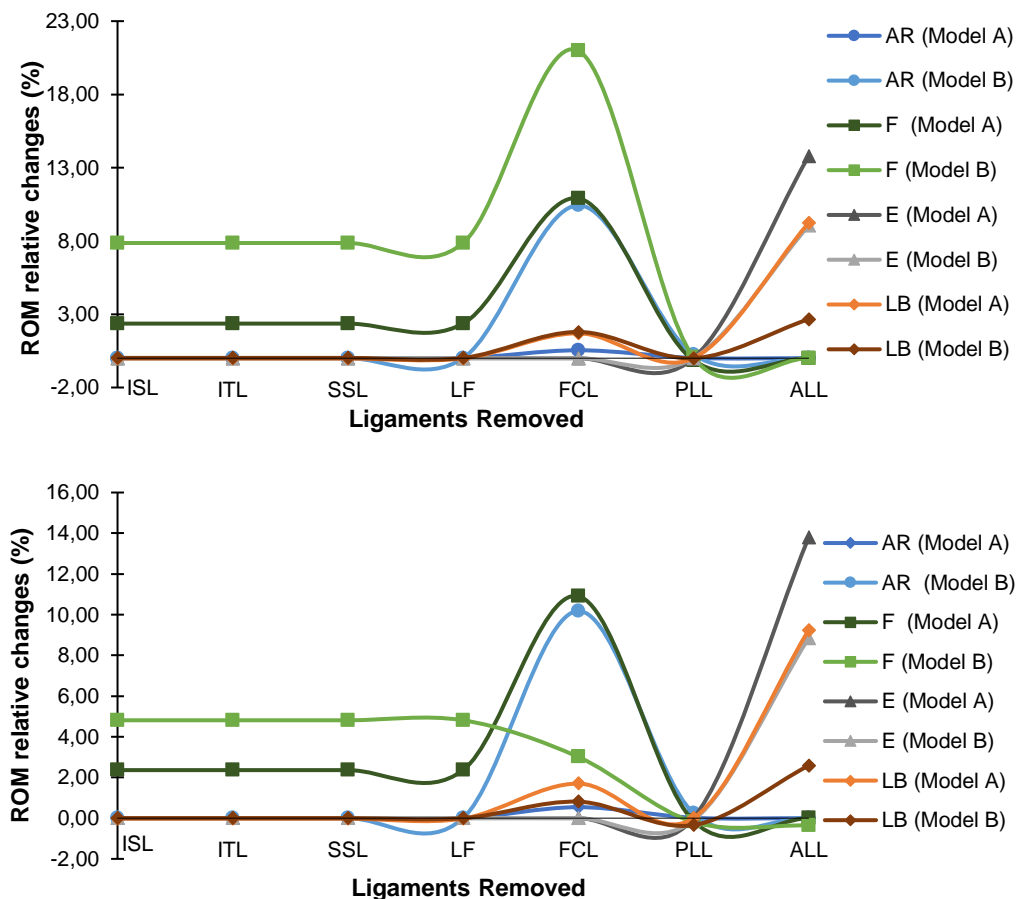 ROM relative changes (%)
23,00
18,00
13,00
8,00
3,00
-2,00
ISL ITL SSL LF FCL PLL ALL
Ligaments Removed
AR (Model A)
AR (Model B)
F (Model A)
F (Model B)
E (Model A)
E (Model B)
LB (Model A)
LB (Model B)
ROM relative changes (%)
16,00
14,00
12,00
10,00
8,00
6,00
4,00
2,00
0,00
-2,00
ISL ITL SSL LF FCL PLL ALL
Ligaments Removed
AR (Model A)
AR (Model B)
F (Model A)
F (Model B)
E (Model A)
E (Model B)
LB (Model A)
LB (Model B)